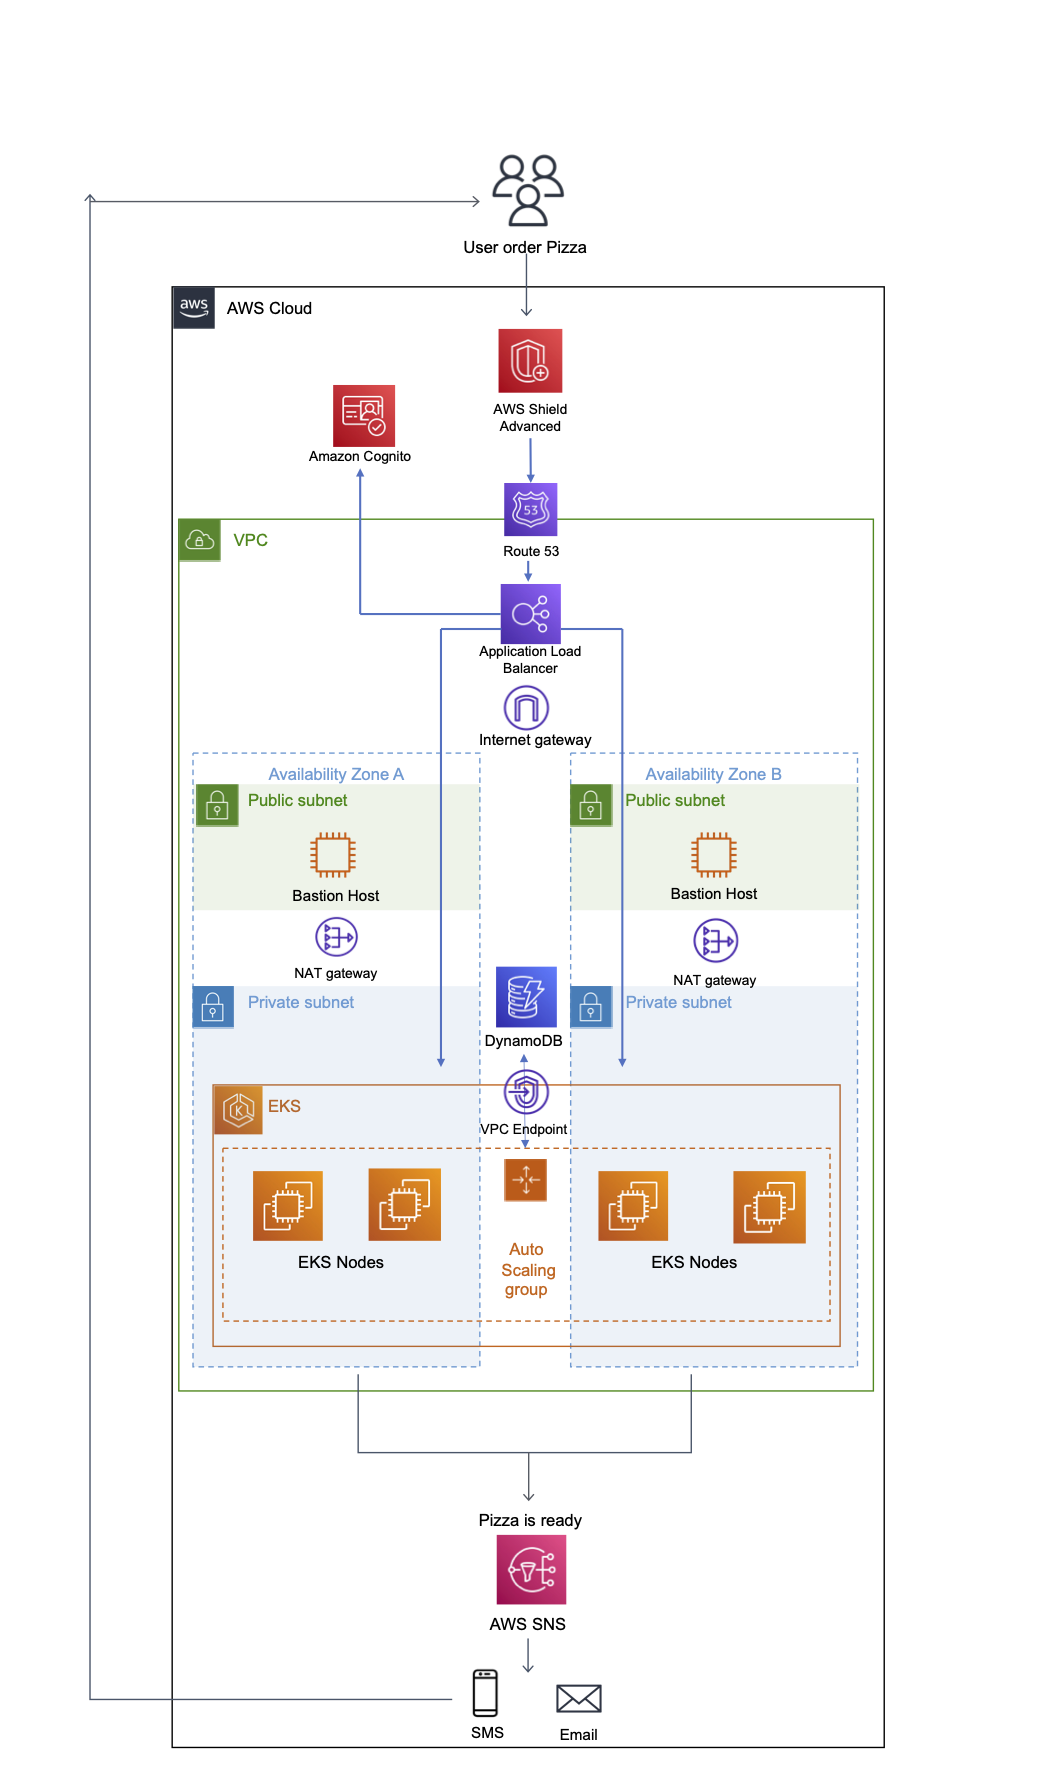 User order Pizza
aws
AWS Cloud
AWS Shield
Advanced
Amazon Cognito
53
Route 53
VPC
Application Load
Balancer
Internet gateway
Availability Zone A
Availability Zone B
Public subnet
Public subnet
Bastion Host
Bastion Host
NAT gateway
NAT gateway
Private subnet
Private subnet
DynamoDB
K
EKS
VPC Endpoint
EKS Nodes
Auto
Scaling
group
EKS Nodes
Pizza is ready
AWS SNS
SMS
Email